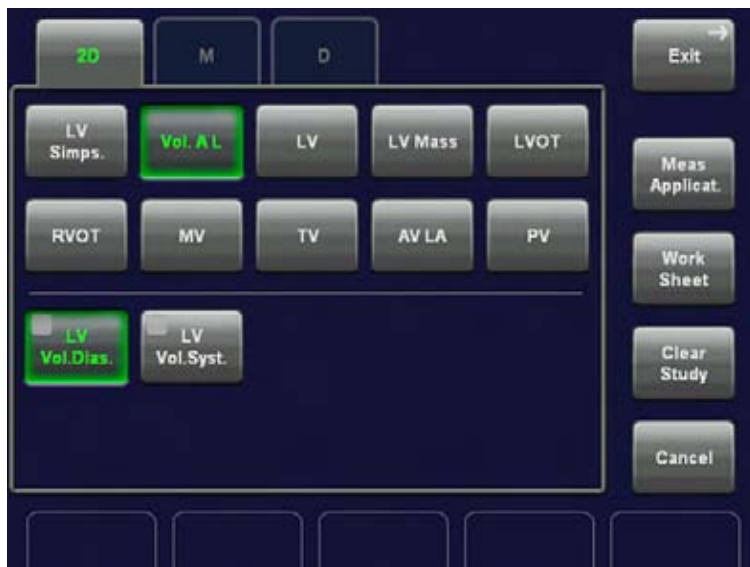 2D
M
D
Exit
LV
Simps.
Vol. A L
LV
LV Mass
LVOT
Meas
Applicat.
RVOT
MV
TV
AV LA
PV
Work
Sheet
LV
Vol.Dias.
LV
Vol.Syst.
Clear
Study
Cancel